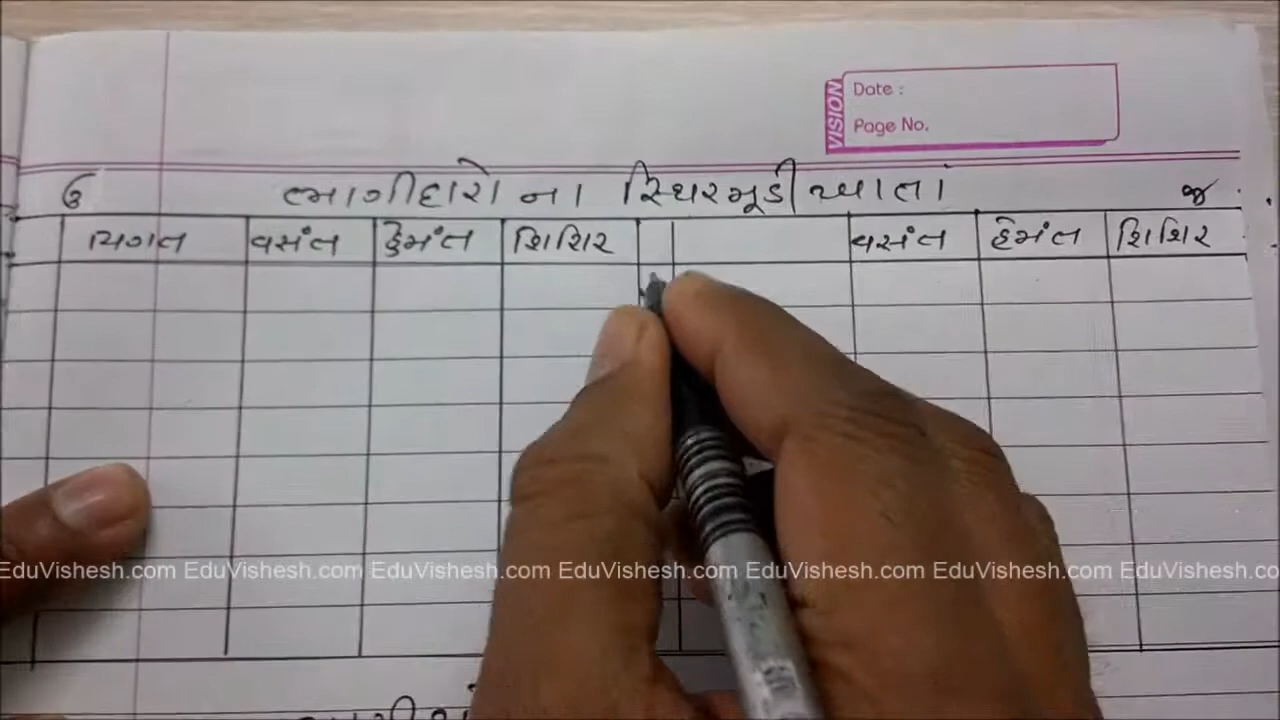 VISION
Date :
Page No.
ઉ ભાગીદારોના સ્થિરમૂડી ખાતાં જ
વિગત વસંત હેમંત શિશિર વસંત હેમંત શિશિર
EduVishesh.com EduVishesh.com EduVishesh.com EduVishesh.com EduVishesh.com EduVishesh.com EduVishesh.co